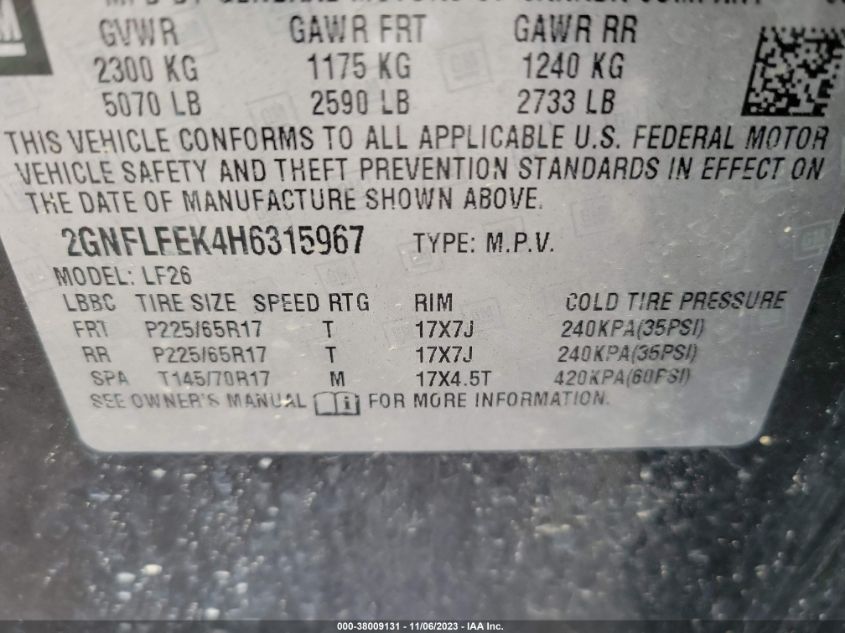 GVWR GAWR FRT GAWR RR
2300 KG 1175 KG 1240 KG
5070 LB 2590 LB 2733 LB
THIS VEHICLE CONFORMS TO ALL APPLICABLE U.S. FEDERAL MOTOR
VEHICLE SAFETY AND THEFT PREVENTION STANDARDS IN EFFECT ON
THE DATE OF MANUFACTURE SHOWN ABOVE.
2GNFLFEK4H6315967 TYPE: M.P.V.
MODEL: LF26
LBBC TIRE SIZE SPEED RTG RIM COLD TIRE PRESSURE
FRT P225/65R17 T 17X7J 240KPA(35PSI)
RR P225/65R17 T 17X7J 240KPA(35PSI)
SPA T145/70R17 M 17X4.5T 420KPA(60PSI)
SEE OWNER'S MANUAL FOR MORE INFORMATION.
000-38009131 - 11/06/2023 - IAA Inc.